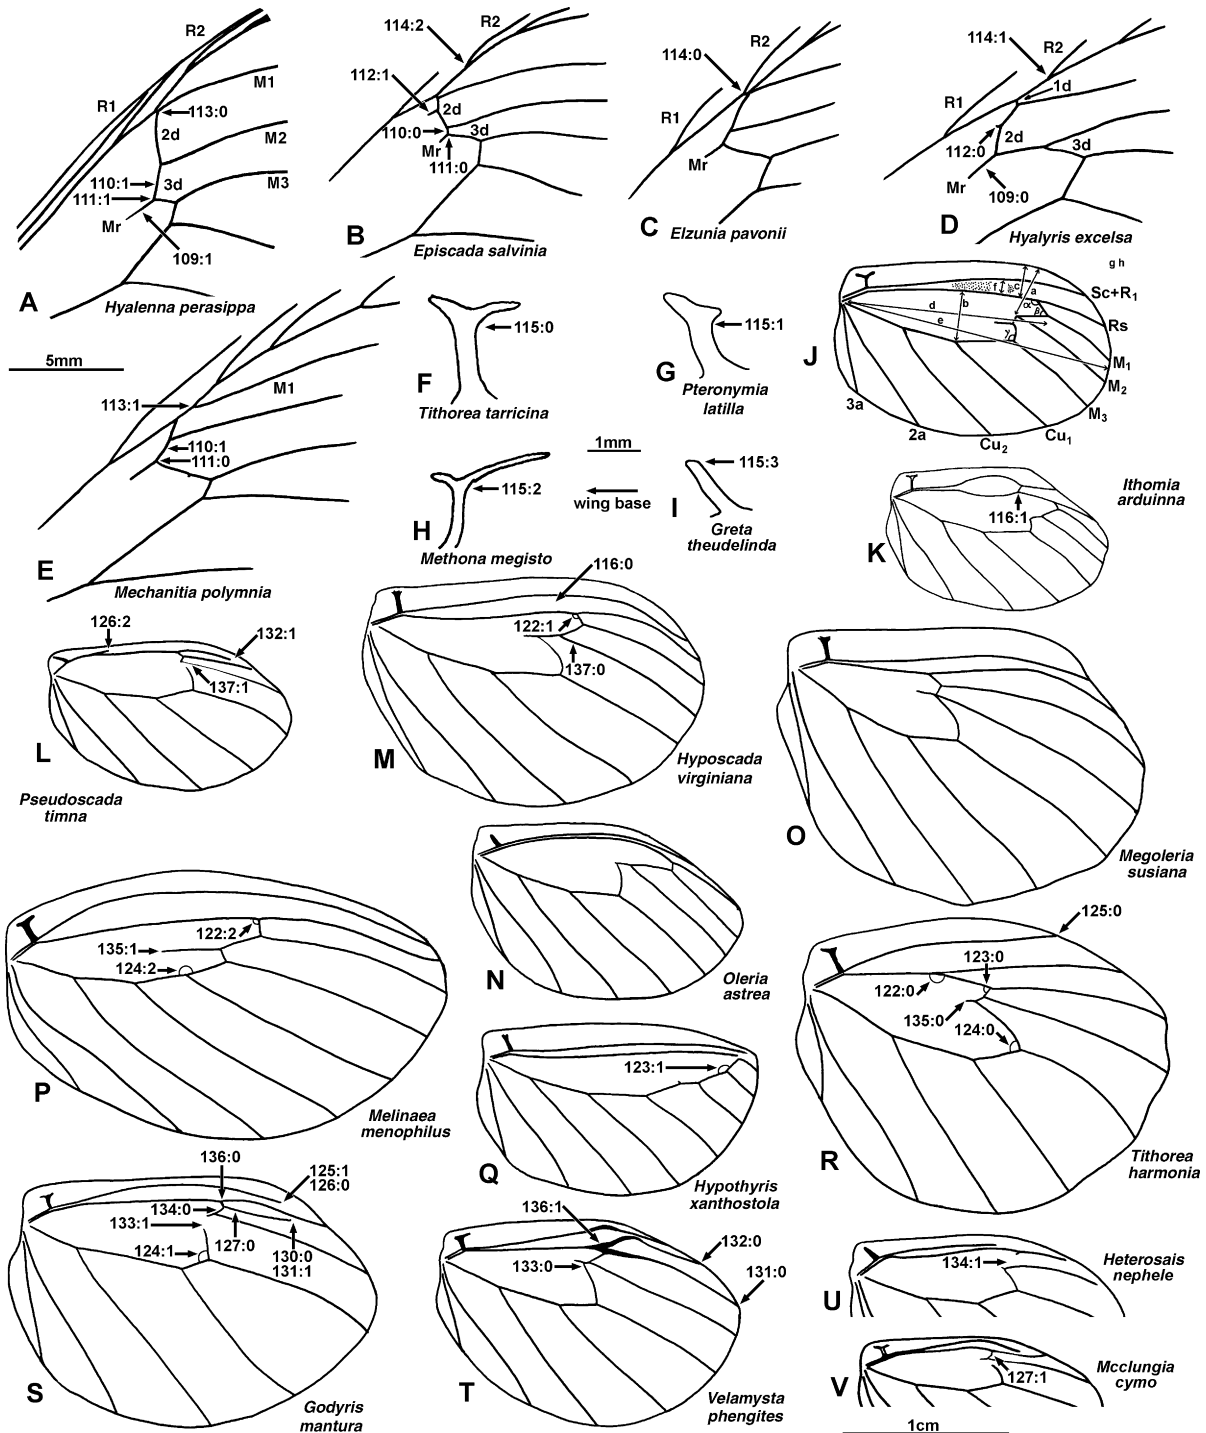 R2
R1
M1
113:0
2d
M2
110:1
3d
M3
111:1
Mr
109:1
A
Hyalenna perasippa
114:2
R2
112:1
2d
110:0
3d
Mr
111:0
B
Episcada salvinia
114:0
R2
R1
Mr
C
Elzunia pavonii
114:1
R2
1d
R1
112:0
2d
3d
Mr
109:0
D
Hyalyris excelsa
5mm
M1
113:1
110:1
111:0
E
Mechanitia polymnia
115:0
F
Tithorea tarricina
115:1
G
Pteronymia
latilla
1mm
wing base
115:2
H
Methona megisto
115:3
I
Greta
theudelinda
g h
f
c
a
Sc+R1
d
b
α
β
e
Rs
γ
J
M1
M2
3a
M3
2a
Cu2
Cu1
116:1
K
Ithomia
arduinna
126:2
132:1
137:1
L
Pseudoscada
timna
116:0
122:1
137:0
M
Hyposcada
virginiana
O
Megoleria
susiana
N
Oleria
astrea
122:2
135:1
124:2
P
Melinaea
menophilus
123:1
Q
Hypothyris
xanthostola
125:0
123:0
122:0
135:0
124:0
R
Tithorea
harmonia
136:0
125:1
126:0
134:0
133:1
124:1
127:0
130:0
131:1
S
Godyris
mantura
136:1
132:0
133:0
131:0
T
Velamysta
phengites
134:1
U
Heterosais
nephele
127:1
V
Mcclungia
cymo
1cm